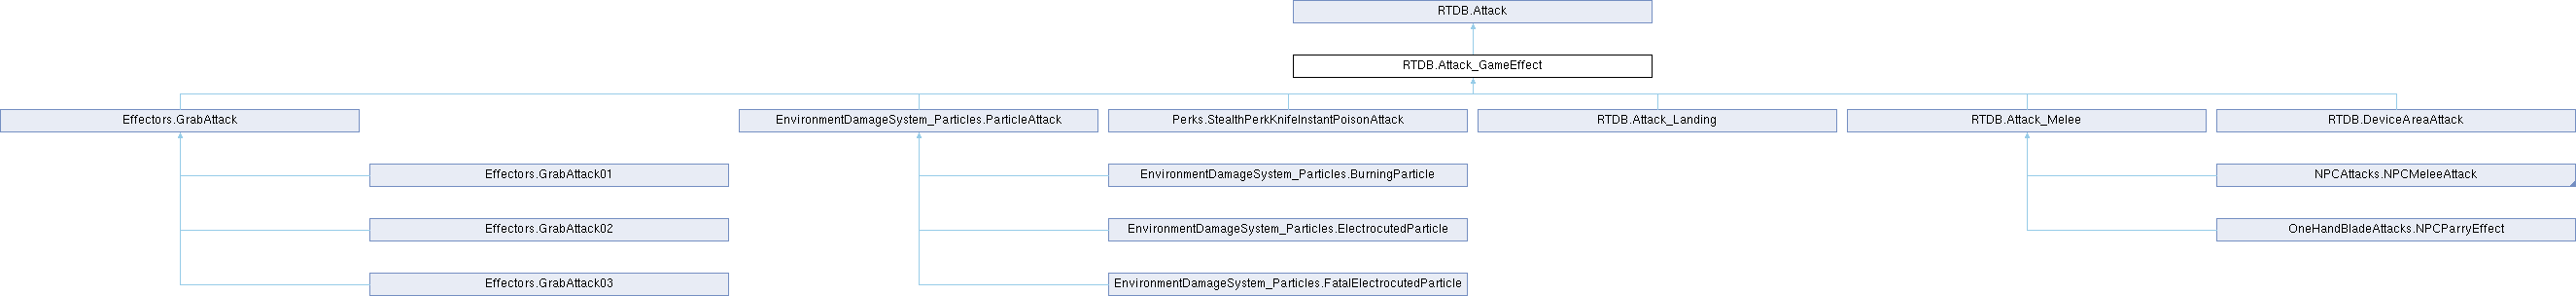 RTDB.Attack
RTDB.Attack_GameEffect
Effectors.GrabAttack
EnvironmentDamageSystem_Particles.ParticleAttack
Perks.StealthPerkKnifeInstantPoisonAttack
RTDB.Attack_Landing
RTDB.Attack_Melee
RTDB.DeviceAreaAttack
Effectors.GrabAttack01
EnvironmentDamageSystem_Particles.BurningParticle
NPCAttacks.NPCMeleeAttack
Effectors.GrabAttack02
EnvironmentDamageSystem_Particles.ElectrocutedParticle
OneHandBladeAttacks.NPCParryEffect
Effectors.GrabAttack03
EnvironmentDamageSystem_Particles.FatalElectrocutedParticle